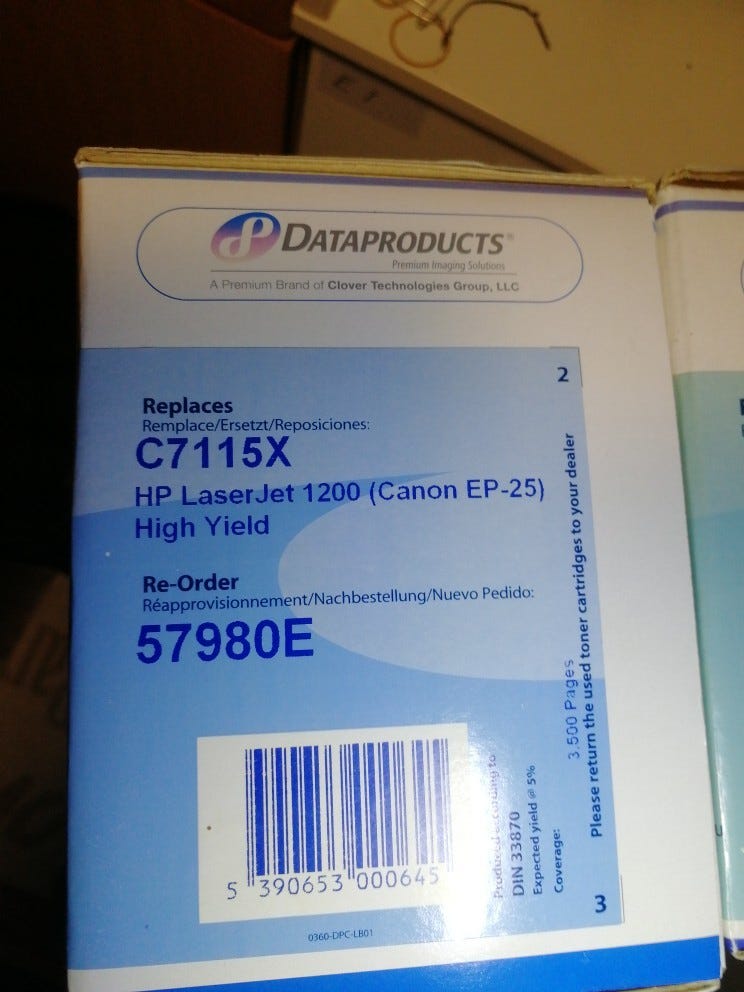 DATAPRODUCTS®
Premium Imaging Solutions
A Premium Brand of Clover Technologies Group, LLC
2
Replaces
Remplace/Ersetzt/Reposiciones:
C7115X
HP LaserJet 1200 (Canon EP-25)
High Yield
Re-Order
Réapprovisionnement/Nachbestellung/Nuevo Pedido:
57980E
5 390653 000645
0360-DPC-LB01
Produced according to
DIN 33870
Expected yield @ 5%
Coverage:
3.500 Pages
Please return the used toner cartridges to your dealer
3